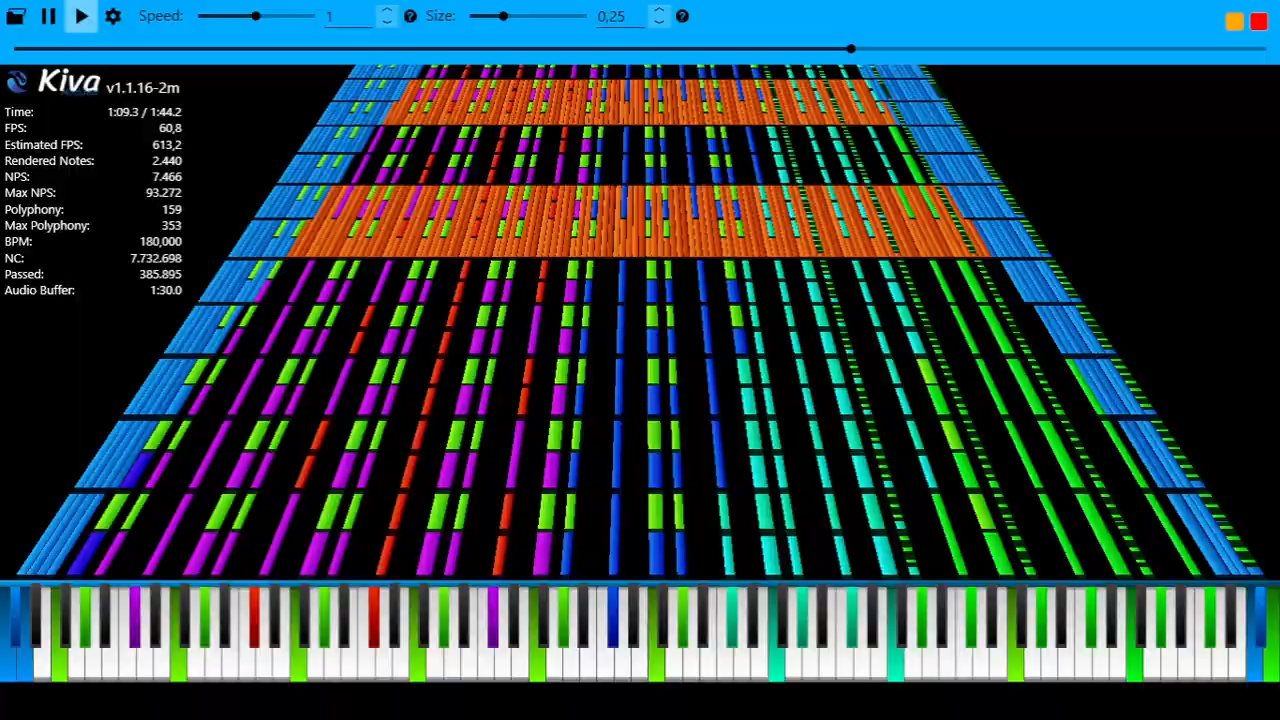 Speed: 1 Size: 0,25
Kiva v1.1.16-2m
Time: 1:09.3 / 1:44.2
FPS: 60,8
Estimated FPS: 613,2
Rendered Notes: 2.440
NPS: 7.466
Max NPS: 93.272
Polyphony: 159
Max Polyphony: 353
BPM: 180,000
NC: 7.732.698
Passed: 385.895
Audio Buffer: 1:30.0